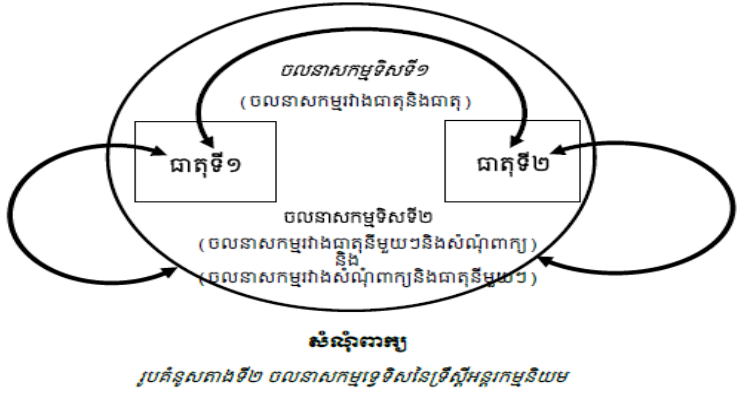 ចលនាសកម្មទិសទី១
(ចលនាសកម្មរវាងធាតុនិងធាតុ)
ធាតុទី១
ធាតុទី២
ចលនាសកម្មទិសទី២
(ចលនាសកម្មរវាងធាតុនីមួយៗនិងសំណុំពាក្យ)
និង
(ចលនាសកម្មរវាងសំណុំពាក្យនិងធាតុនីមួយៗ)
សំណុំពាក្យ
រូបគំនូសតាងទី២ ចលនាសកម្មទ្វេទិសនៃទ្រឹស្តីអន្តរកម្មនិយម